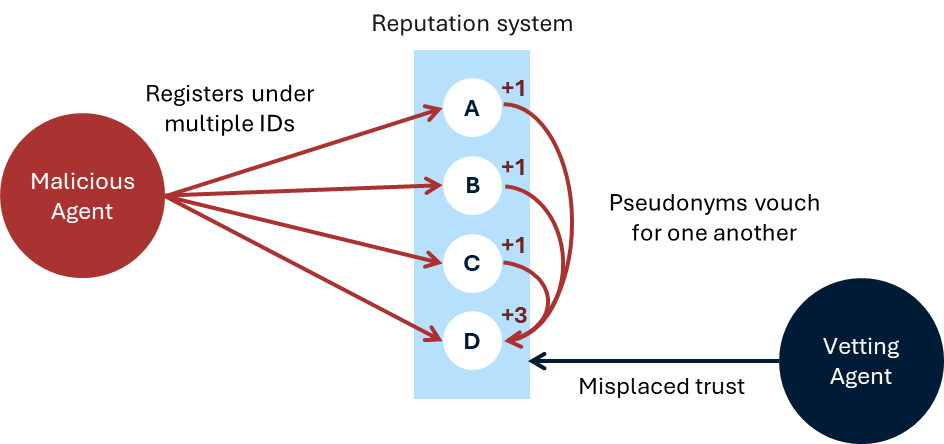 Reputation system
Registers under
multiple IDs
Malicious
Agent
A
+1
B
+1
C
+1
D
+3
Pseudonyms vouch
for one another
Vetting
Agent
Misplaced trust